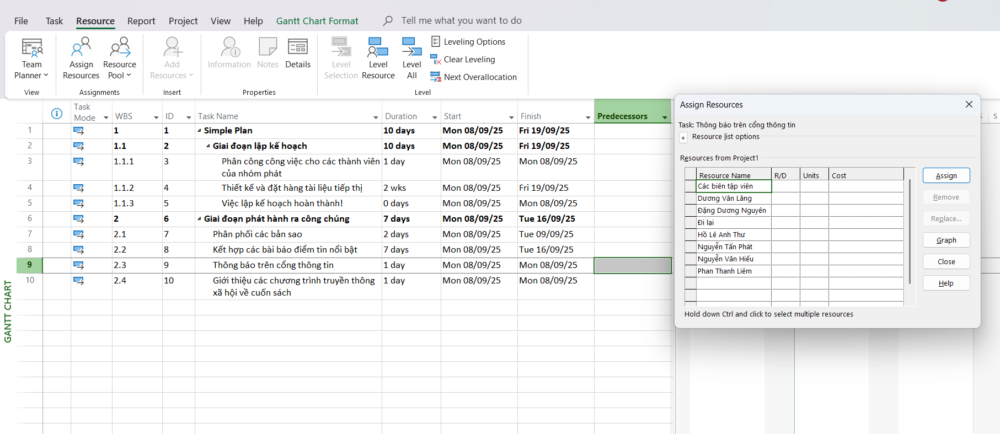 File Task Resource Report Project View Help Gantt Chart Format Tell me what you want to do
Team Planner
Assign Resources
Resource Pool
Add Resources
Information
Notes
Details
Level Selection
Level Resource
Level All
Leveling Options
Clear Leveling
Next Overallocation
View Assignments Insert Properties Level
Task Mode WBS ID Task Name Duration Start Finish Predecessors
1 1 1 Simple Plan 10 days Mon 08/09/25 Fri 19/09/25
2 1.1 2 Giai đoạn lập kế hoạch 10 days Mon 08/09/25 Fri 19/09/25
3 1.1.1 3 Phân công công việc cho các thành viên 1 day Mon 08/09/25 Mon 08/09/25
của nhóm phát
4 1.1.2 4 Thiết kế và đặt hàng tài liệu tiếp thị 2 wks Mon 08/09/25 Fri 19/09/25
5 1.1.3 5 Việc lập kế hoạch hoàn thành! 0 days Mon 08/09/25 Mon 08/09/25
6 2 6 Giai đoạn phát hành ra công chúng 7 days Mon 08/09/25 Tue 16/09/25
7 2.1 7 Phân phối các bản sao 2 days Mon 08/09/25 Tue 09/09/25
8 2.2 8 Kết hợp các bài báo điểm tin nổi bật 7 days Mon 08/09/25 Tue 16/09/25
9 2.3 9 Thông báo trên cổng thông tin 1 day Mon 08/09/25 Mon 08/09/25
10 2.4 10 Giới thiệu các chương trình truyền thông 1 day Mon 08/09/25 Mon 08/09/25
xã hội về cuốn sách
GANTT CHART
S
Assign Resources
Task: Thông báo trên cổng thông tin
+ Resource list options
Resources from Project1
Resource Name R/D Units Cost
Các biên tập viên
Dương Văn Lăng
Đặng Dương Nguyên
Đi lại
Hồ Lê Anh Thư
Nguyễn Tấn Phát
Nguyễn Văn Hiếu
Phan Thanh Liêm
Assign
Remove
Replace...
Graph
Close
Help
Hold down Ctrl and click to select multiple resources